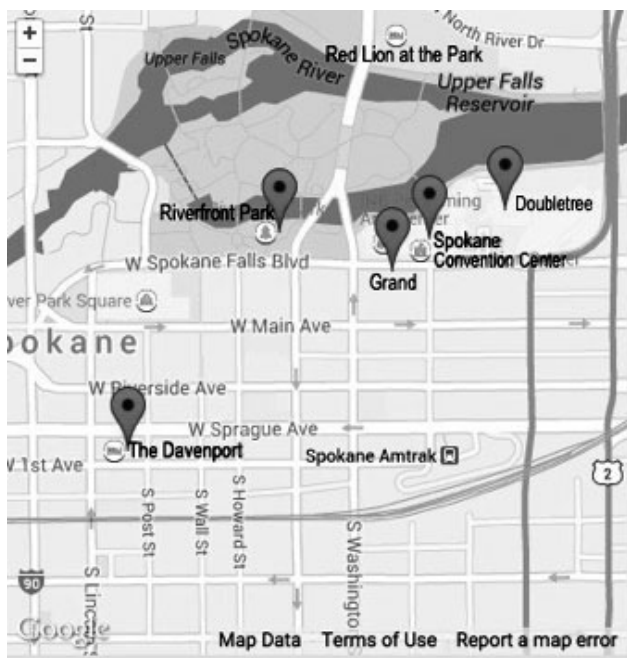 +
−
North River Dr
Red Lion at the Park
Upper Falls
Spokane River
Upper Falls
Reservoir
Riverfront Park
Doubletree
Spokane
Convention Center
Grand
W Spokane Falls Blvd
ver Park Square
W Main Ave
pokane
W Riverside Ave
W Sprague Ave
The Davenport
W 1st Ave
Spokane Amtrak
2
S Post St
S Wall St
S Howard St
S Washington S
S Lincoln S
90
Google
Map Data
Terms of Use
Report a map error